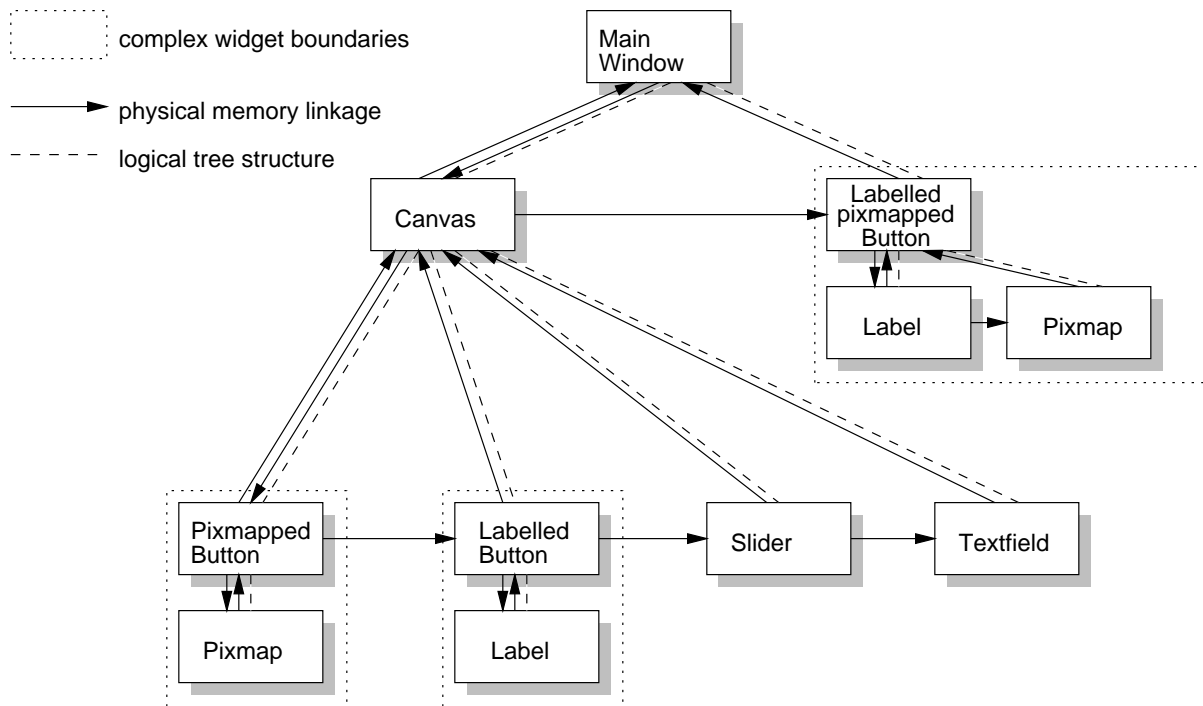 complex widget boundaries
physical memory linkage
logical tree structure
Main
Window
Canvas
Labelled
pixmapped
Button
Label
Pixmap
Pixmapped
Button
Labelled
Button
Slider
Textfield
Pixmap
Label